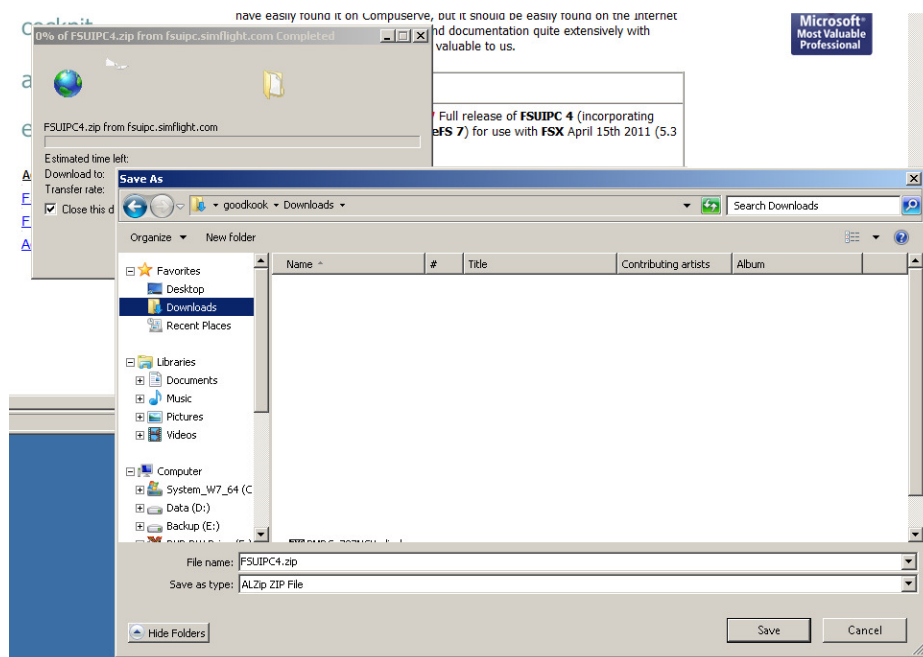 have easily found it on Compuserve, but it should be easily found on the Internet
cockpit
Microsoft®
Most Valuable
Professional
0% of FSUIPC4.zip from fsuipc.simflight.com Completed
nd documentation quite extensively with
valuable to us.
a
Full release of FSUIPC 4 (incorporating
FSUIPC4.zip from fsuipc.simflight.com
e
eFS 7) for use with FSX April 15th 2011 (5.3
Estimated time left:
A
Download to:
Transfer rate:
F
Close this d
F
A
Save As
goodkook
Downloads
Search Downloads
Organize
New folder
Name
#
Title
Contributing artists
Album
Favorites
Desktop
Downloads
Recent Places
Libraries
Documents
Music
Pictures
Videos
Computer
System_W7_64 (C
Data (D:)
Backup (E:)
File name: FSUIPC4.zip
Save as type: ALZip ZIP File
Hide Folders
Save
Cancel